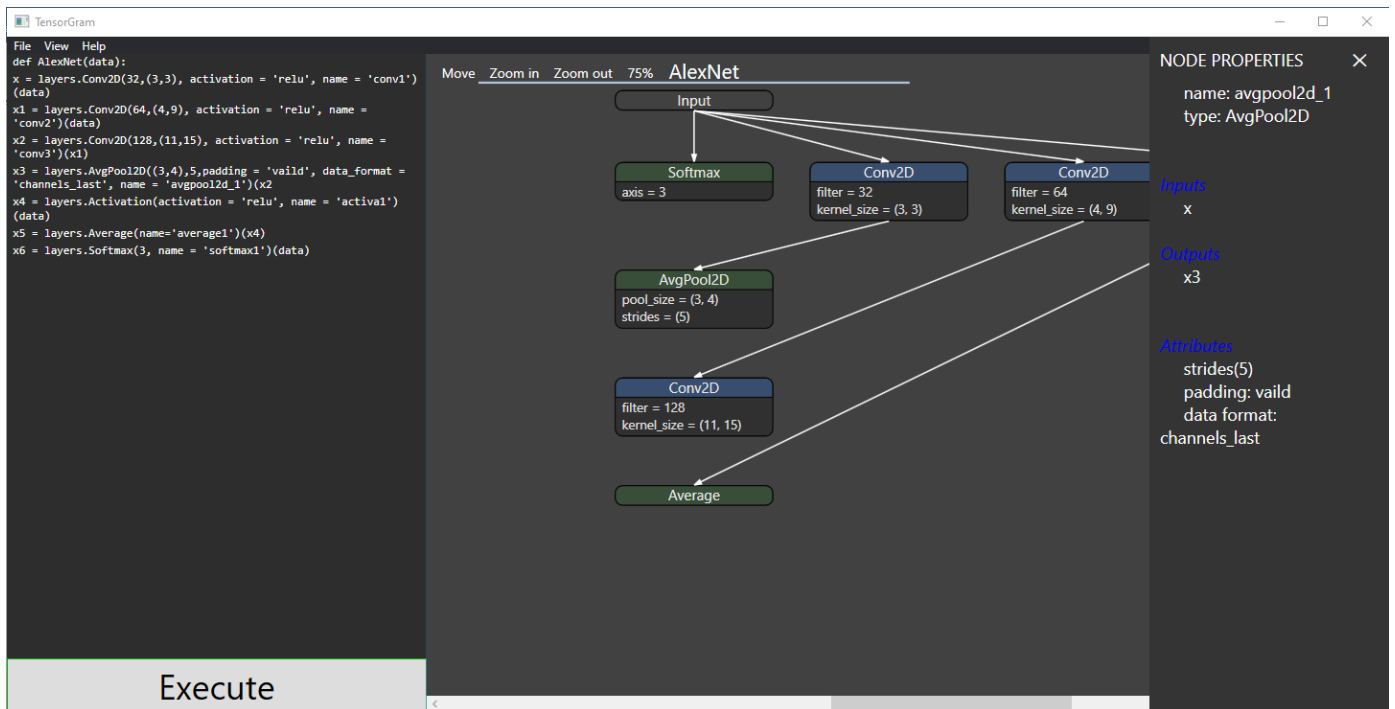 TensorGram
File View Help
def AlexNet(data):
x = layers.Conv2D(32,(3,3), activation = 'relu', name = 'conv1')
(data)
x1 = layers.Conv2D(64,(4,9), activation = 'relu', name =
'conv2')(data)
x2 = layers.Conv2D(128,(11,15), activation = 'relu', name =
'conv3')(x1)
x3 = layers.AvgPool2D((3,4),5,padding = 'vaild', data_format =
'channels_last', name = 'avgpool2d_1')(x2
x4 = layers.Activation(activation = 'relu', name = 'activa1')
(data)
x5 = layers.Average(name='average1')(x4)
x6 = layers.Softmax(3, name = 'softmax1')(data)
Execute
Move Zoom in Zoom out 75% AlexNet
Input
Softmax
axis = 3
Conv2D
filter = 32
kernel_size = (3, 3)
Conv2D
filter = 64
kernel_size = (4, 9)
AvgPool2D
pool_size = (3, 4)
strides = (5)
Conv2D
filter = 128
kernel_size = (11, 15)
Average
NODE PROPERTIES
name: avgpool2d_1
type: AvgPool2D
Inputs
x
Outputs
x3
Attributes
strides(5)
padding: vaild
data format:
channels_last